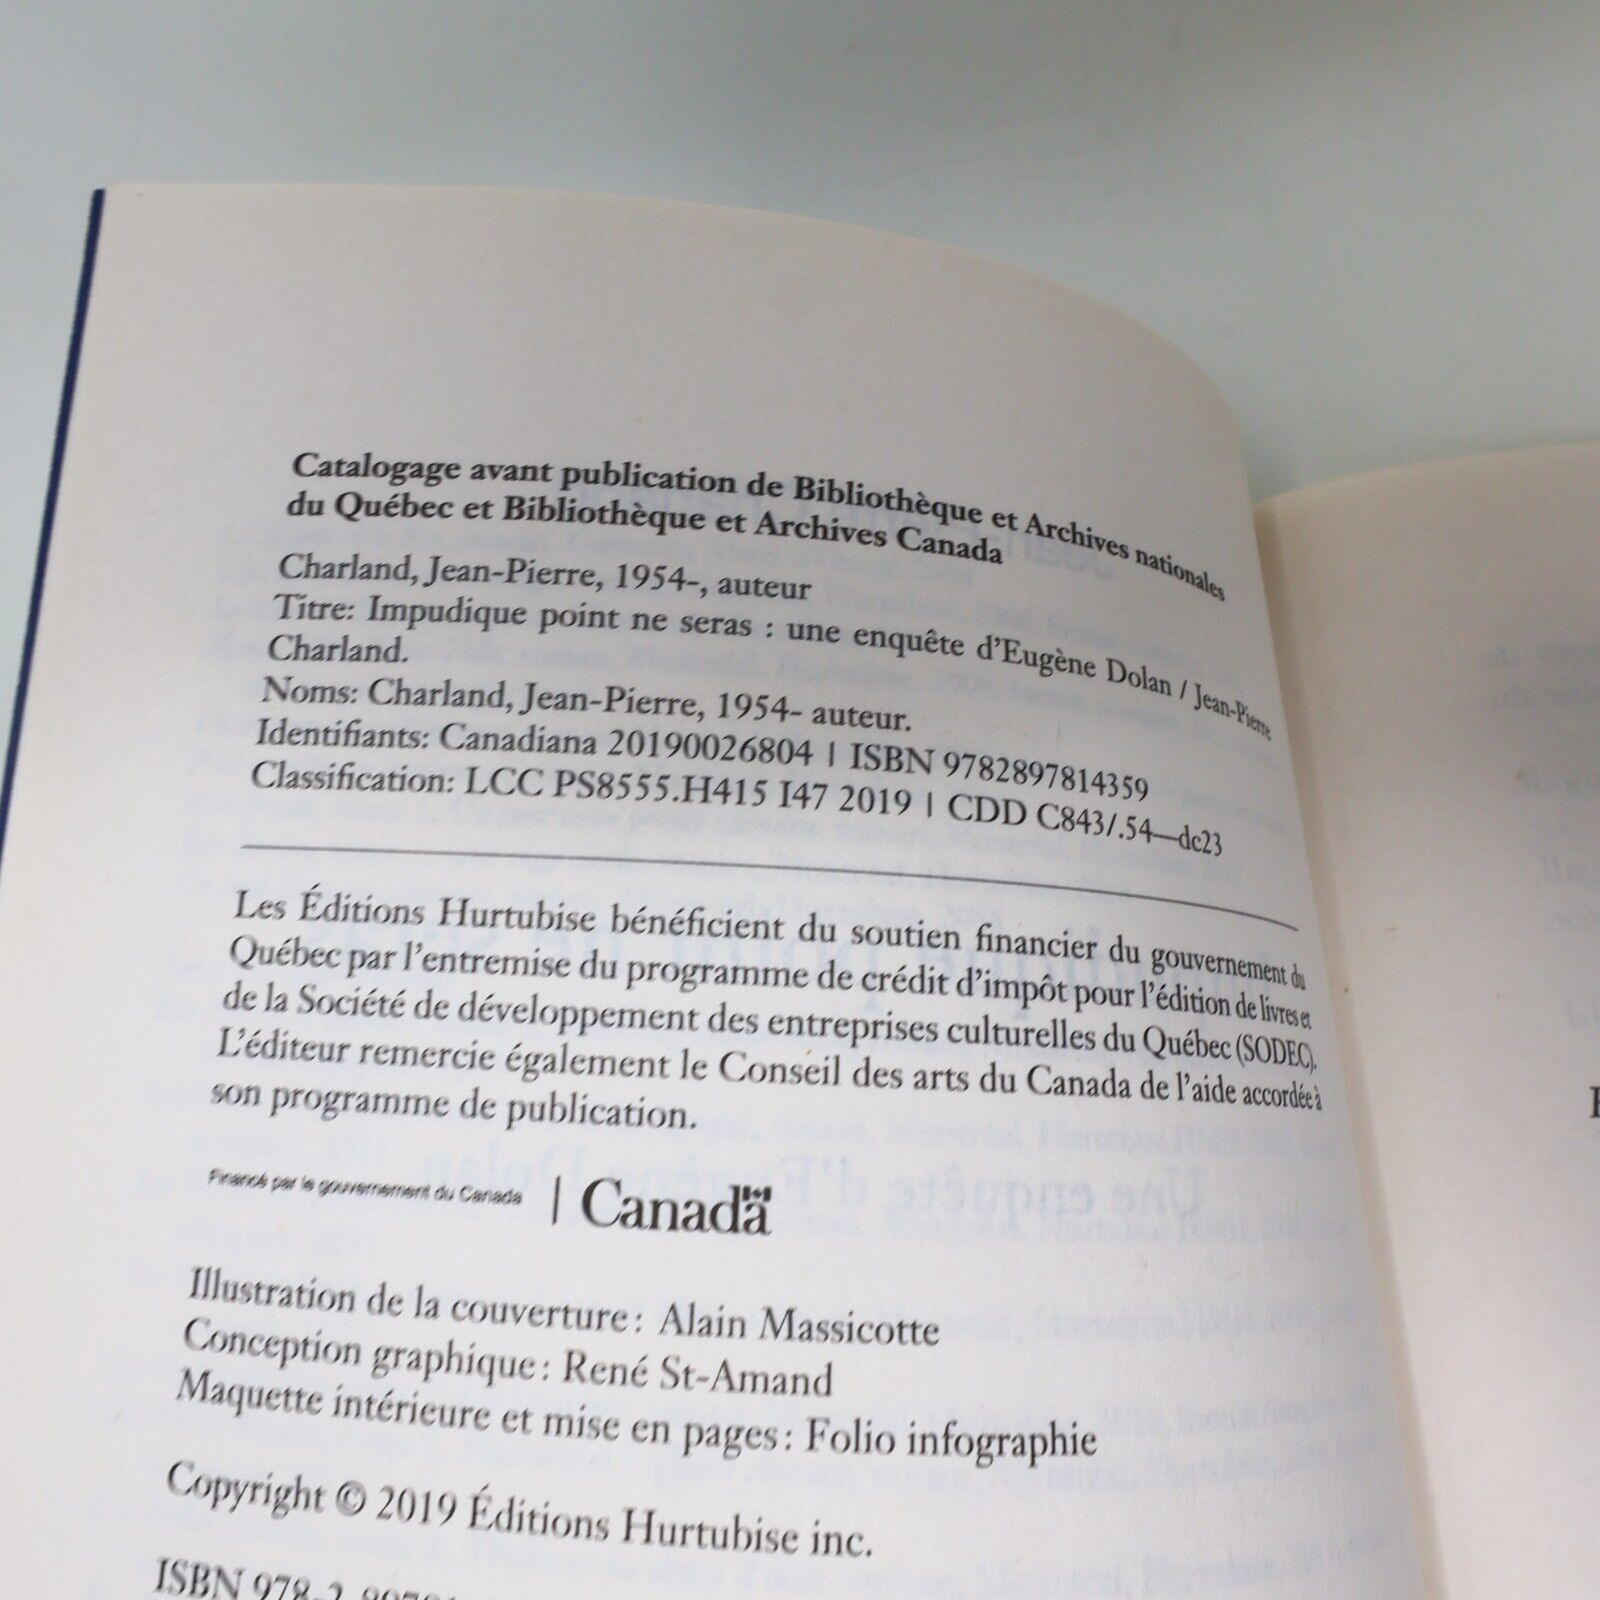 Catalogage avant publication de Bibliothèque et Archives nationales
du Québec et Bibliothèque et Archives Canada
Charland, Jean-Pierre, 1954-, auteur
Titre: Impudique point ne seras : une enquête d'Eugène Dolan / Jean-Pierre
Charland.
Noms: Charland, Jean-Pierre, 1954- auteur.
Identifiants: Canadiana 20190026804 | ISBN 9782897814359
Classification: LCC PS8555.H415 I47 2019 | CDD C843/.54—dc23
Les Éditions Hurtubise bénéficient du soutien financier du gouvernement du
Québec par l'entremise du programme de crédit d'impôt pour l'édition de livres et
de la Société de développement des entreprises culturelles du Québec (SODEC).
L'éditeur remercie également le Conseil des arts du Canada de l'aide accordée à
son programme de publication.
Financé par le gouvernement du Canada | Canada
Illustration de la couverture : Alain Massicotte
Conception graphique : René St-Amand
Maquette intérieure et mise en pages : Folio infographie
Copyright © 2019 Éditions Hurtubise inc.
ISBN 978-2-